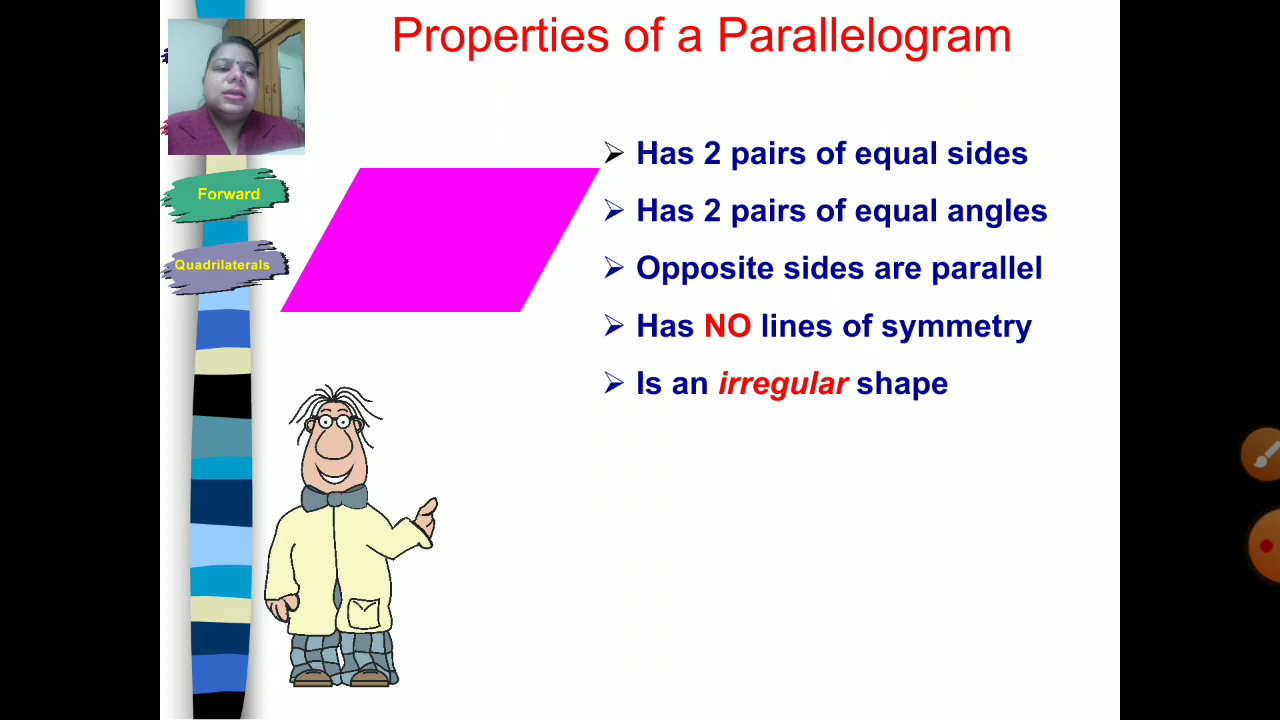 Properties of a Parallelogram
Has 2 pairs of equal sides
Has 2 pairs of equal angles
Opposite sides are parallel
Has NO lines of symmetry
Is an irregular shape
Forward
Quadrilaterals